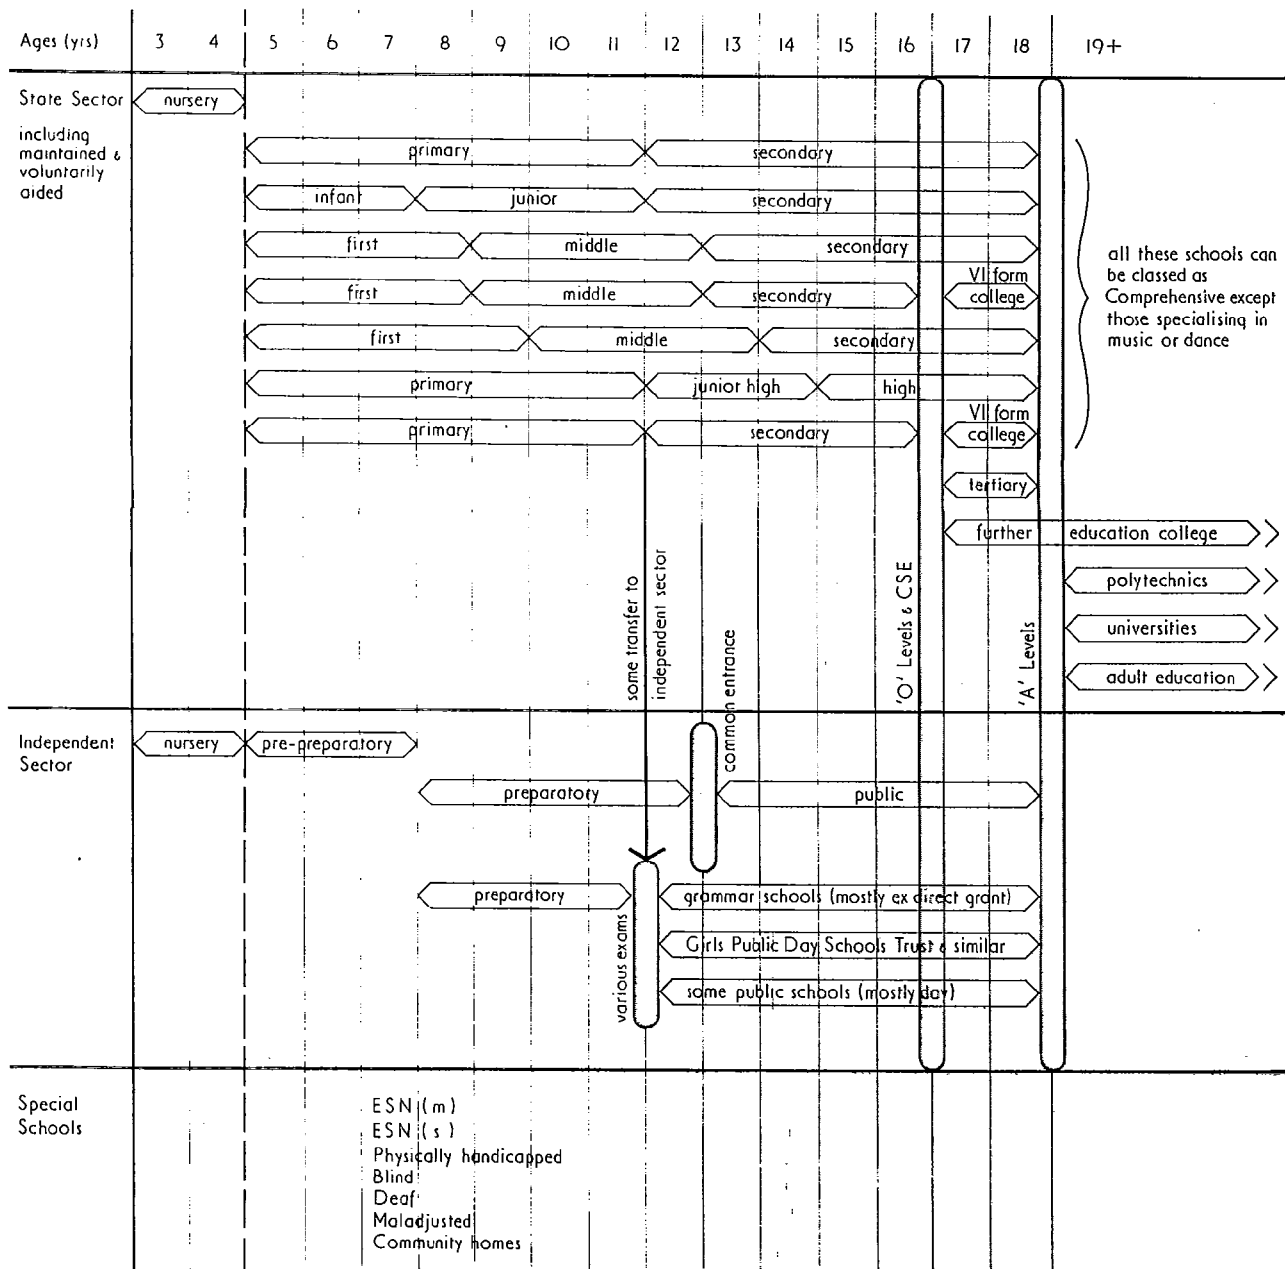 Ages (yrs) 3 4 5 6 7 8 9 10 11 12 13 14 15 16 17 18 19+
State Sector
including
maintained &
voluntarily
aided
nursery
primary secondary
infant junior secondary
first middle secondary
first middle secondary VI form
college
first middle secondary
primary junior high high
primary secondary VI form
college
tertiary
further education college
polytechnics
universities
adult education
all these schools can
be classed as
Comprehensive except
those specialising in
music or dance
some transfer to
independent sector
common entrance
'O' Levels & CSE
'A' Levels
Independent
Sector
nursery pre-preparatory
preparatory public
various exams
preparatory grammar schools (mostly ex direct grant)
Girls Public Day Schools Trust & similar
some public schools (mostly day)
Special
Schools
ESN (m)
ESN (s)
Physically handicapped
Blind
Deaf
Maladjusted
Community homes